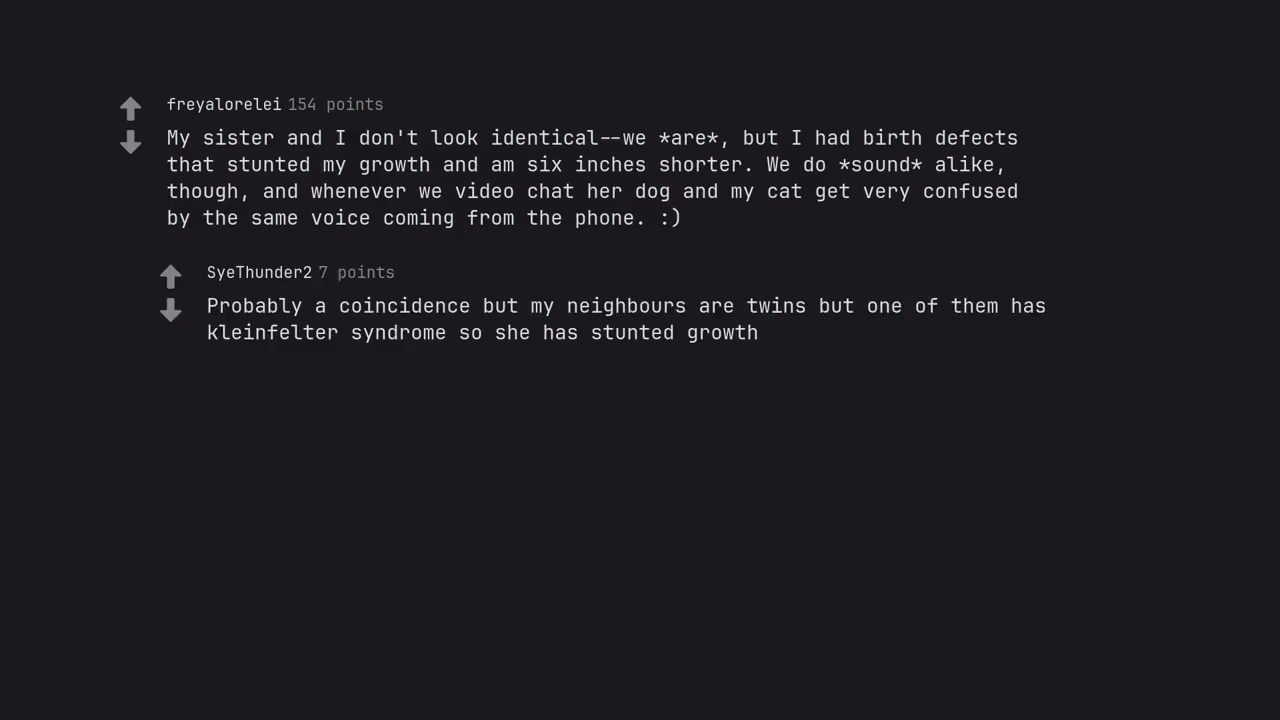 freyalorelei 154 points
My sister and I don't look identical--we *are*, but I had birth defects
that stunted my growth and am six inches shorter. We do *sound* alike,
though, and whenever we video chat her dog and my cat get very confused
by the same voice coming from the phone. :)
SyeThunder2 7 points
Probably a coincidence but my neighbours are twins but one of them has
kleinfelter syndrome so she has stunted growth